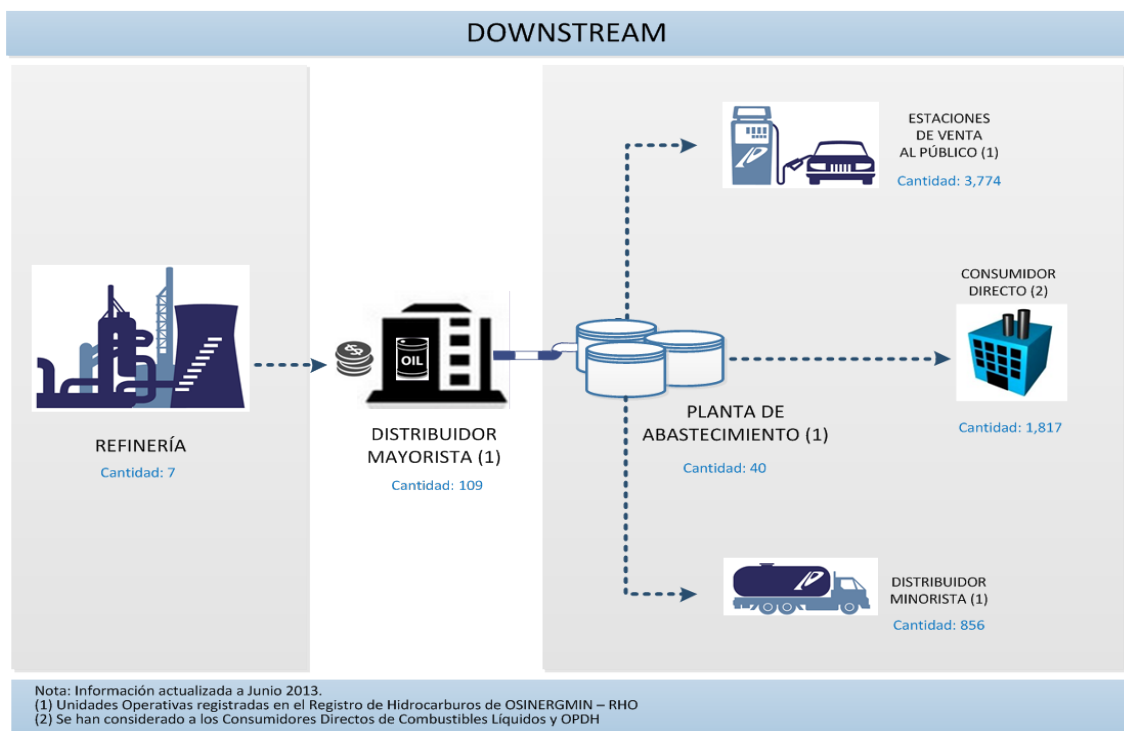 DOWNSTREAM
REFINERÍA
Cantidad: 7
OIL
DISTRIBUIDOR
MAYORISTA (1)
Cantidad: 109
PLANTA DE
ABASTECIMIENTO (1)
Cantidad: 40
ESTACIONES
DE VENTA
AL PÚBLICO (1)
Cantidad: 3,774
CONSUMIDOR
DIRECTO (2)
Cantidad: 1,817
DISTRIBUIDOR
MINORISTA (1)
Cantidad: 856
Nota: Información actualizada a Junio 2013.
(1) Unidades Operativas registradas en el Registro de Hidrocarburos de OSINERGMIN – RHO
(2) Se han considerado a los Consumidores Directos de Combustibles Líquidos y OPDH